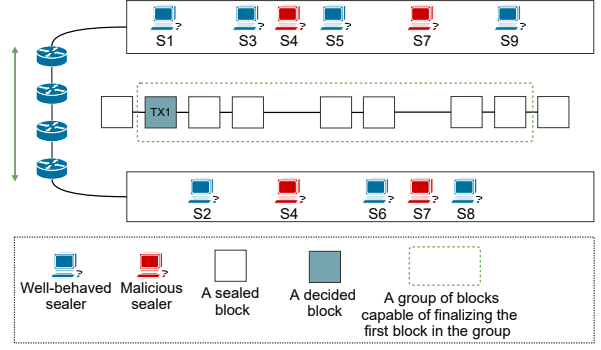 S1 S3 S4 S5 S7 S9
TX1
S2 S4 S6 S7 S8
Well-behaved
sealer
Malicious
sealer
A sealed
block
A decided
block
A group of blocks
capable of finalizing the
first block in the group